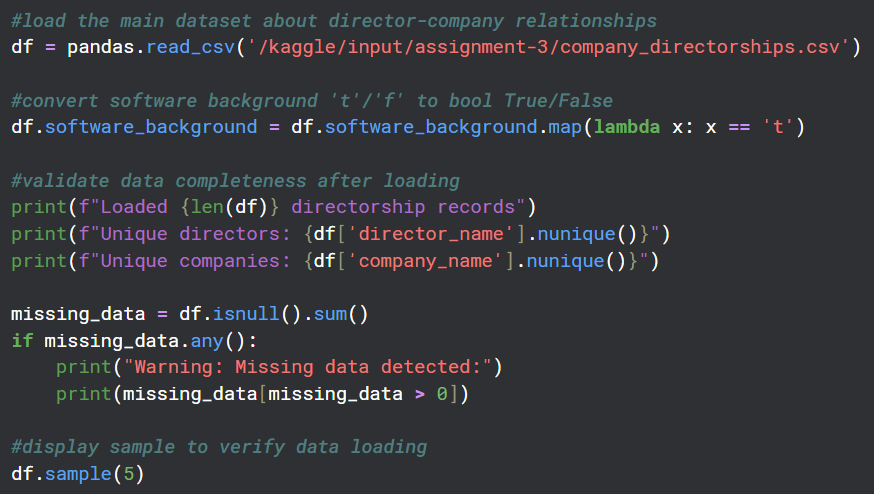 #load the main dataset about director-company relationships
df = pandas.read_csv('/kaggle/input/assignment-3/company_directorships.csv')

#convert software background 't'/'f' to bool True/False
df.software_background = df.software_background.map(lambda x: x == 't')

#validate data completeness after loading
print(f"Loaded {len(df)} directorship records")
print(f"Unique directors: {df['director_name'].nunique()}")
print(f"Unique companies: {df['company_name'].nunique()}")

missing_data = df.isnull().sum()
if missing_data.any():
    print("Warning: Missing data detected:")
    print(missing_data[missing_data > 0])

#display sample to verify data loading
df.sample(5)